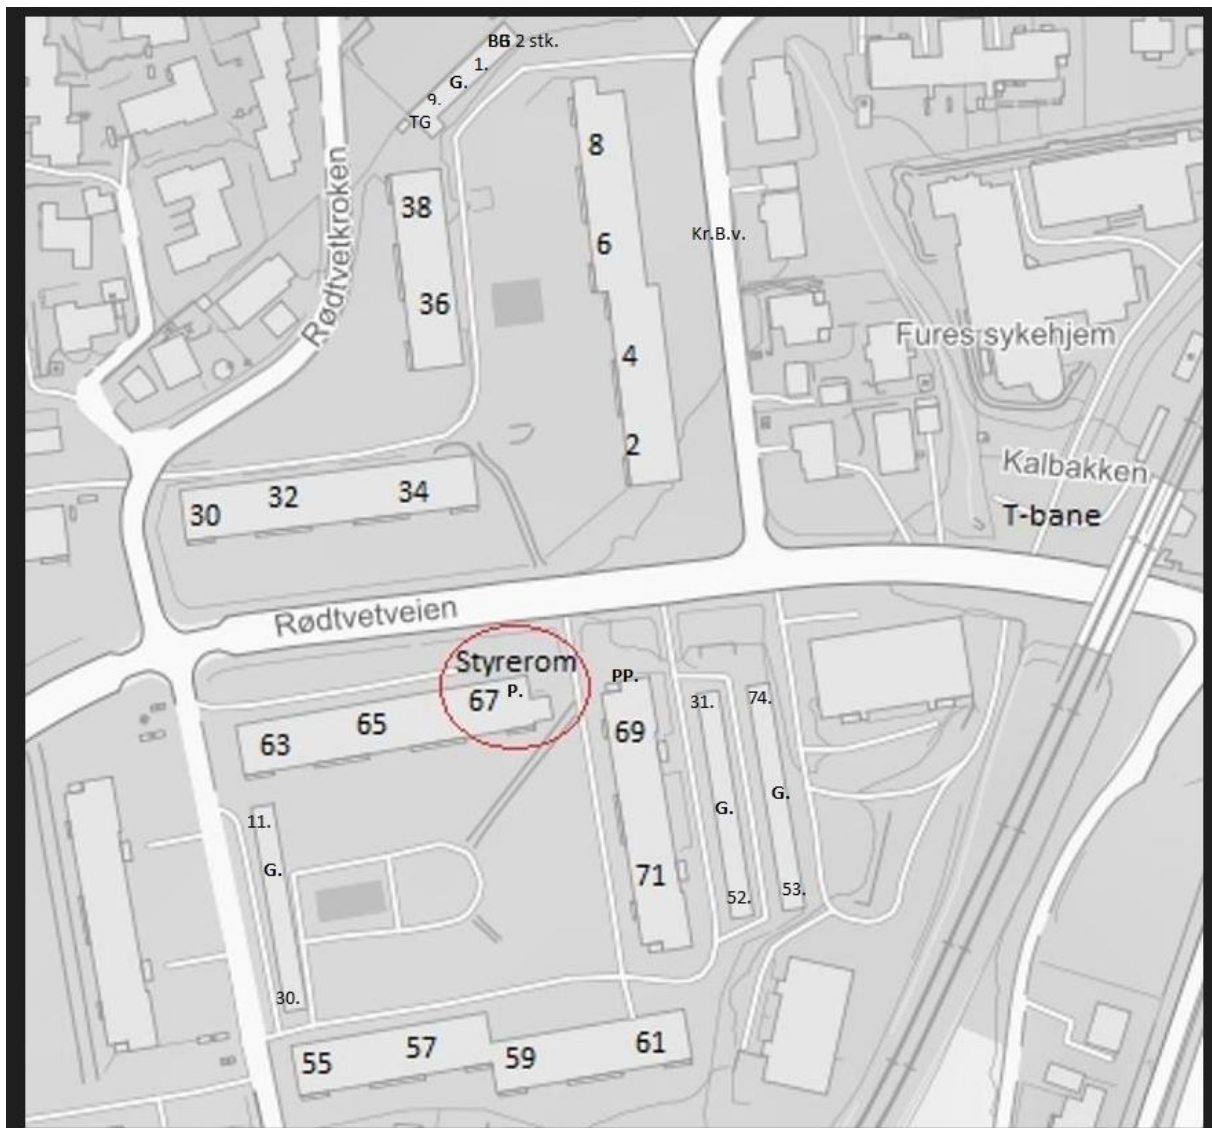 BG 2 stk.
1.
G.
9.
TG
8
38
6
Kr.B.v.
Rødtvetkroken
36
4
Fures sykehjem
2
Kalbakken
T-bane
34
32
30
Rødtvetveien
Styrerom
67 P.
PP.
31.
74.
65
69
63
11.
G.
G.
G.
71
52.
53.
30.
55
57
59
61